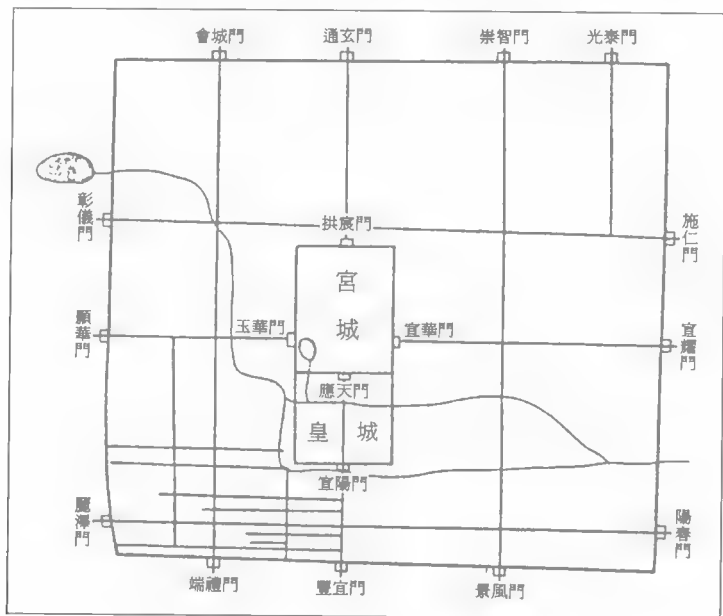 會城門
通玄門
崇智門
光泰門
彰儀門
拱宸門
施仁門
宮
城
顥華門
玉華門
宣華門
宣耀門
應天門
皇城
宣陽門
麗澤門
陽春門
端禮門
豐宜門
景風門